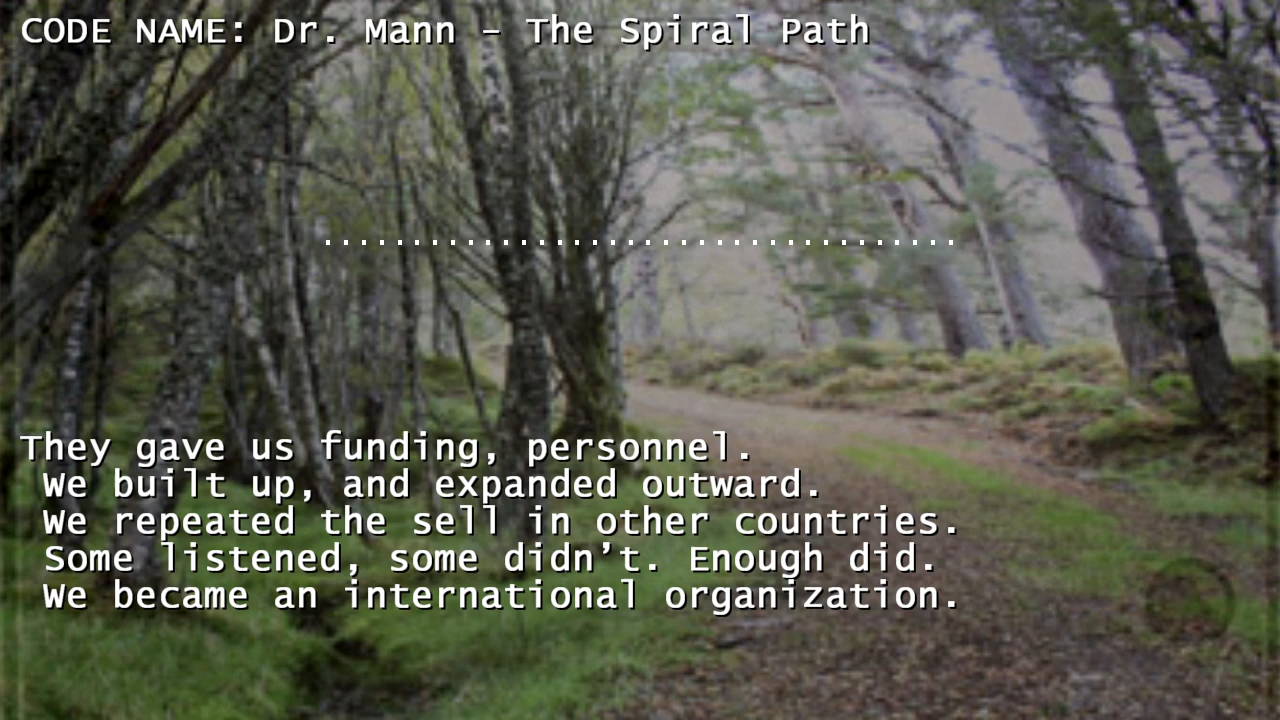 CODE NAME: Dr. Mann – The Spiral Path
....................................
They gave us funding, personnel.
We built up, and expanded outward.
We repeated the sell in other countries.
Some listened, some didn't. Enough did.
We became an international organization.